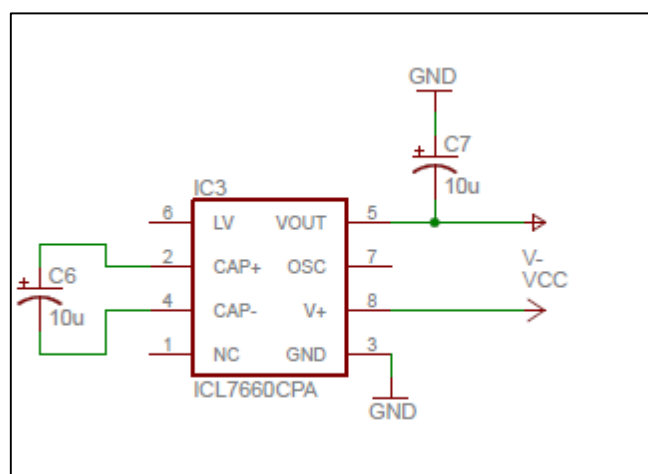 GND
+ C7
10u
IC3
6 LV VOUT 5
2 CAP+ OSC 7
+ C6
10u
4 CAP- V+ 8
1 NC GND 3
V-
VCC
ICL7660CPA
GND